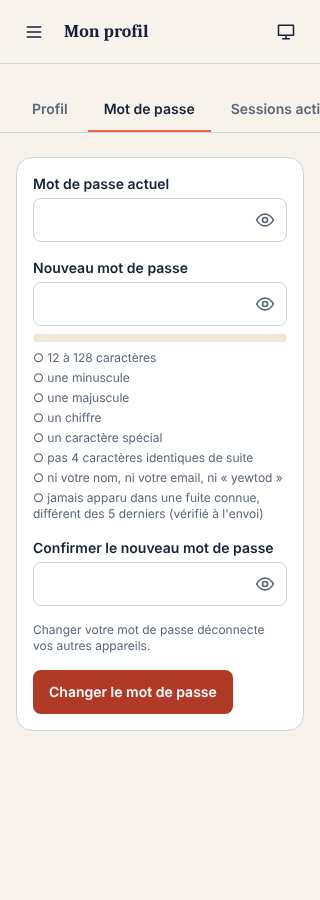 Mon profil
Profil
Mot de passe
Sessions acti
Mot de passe actuel
Nouveau mot de passe
12 à 128 caractères
une minuscule
une majuscule
un chiffre
un caractère spécial
pas 4 caractères identiques de suite
ni votre nom, ni votre email, ni « yewtod »
jamais apparu dans une fuite connue,
différent des 5 derniers (vérifié à l'envoi)
Confirmer le nouveau mot de passe
Changer votre mot de passe déconnecte
vos autres appareils.
Changer le mot de passe